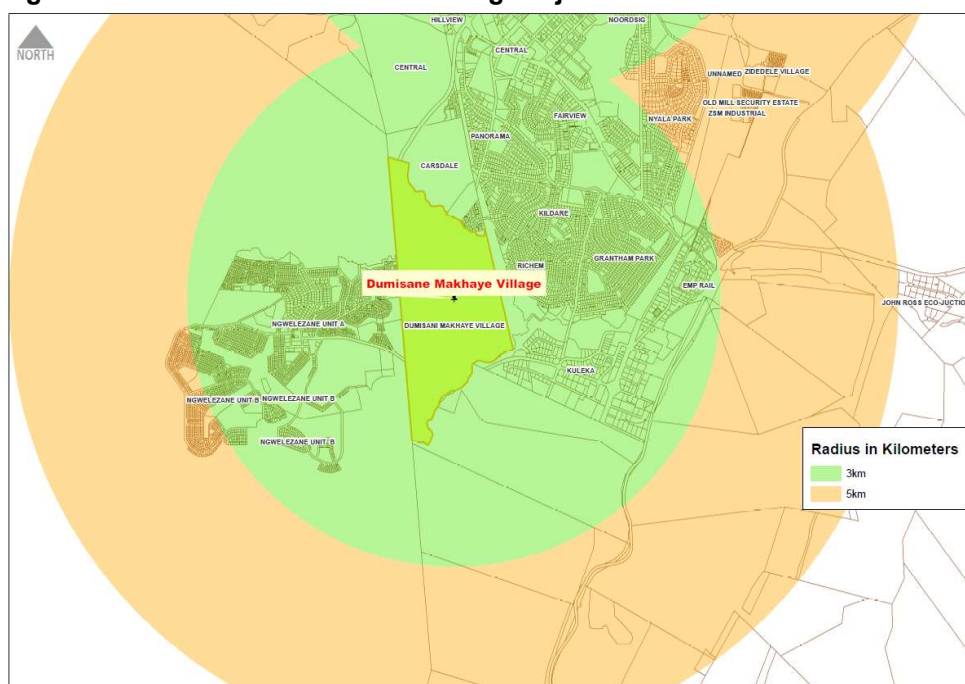 NORTH
HILLVIEW
NOORDSIG
CENTRAL
CENTRAL
UNNAMED
ZIDEDELE VILLAGE
OLD MILL SECURITY ESTATE
ZSM INDUSTRIAL
NYALA PARK
FAIRVIEW
PANORAMA
CARSDALE
KILDARE
RICHEM
GRANTHAM PARK
EMP RAIL
Dumisane Makhaye Village
JOHN ROSS ECO-JUCTIO
NGWELEZANE UNIT A
DUMISANI MAKHAYE VILLAGE
KULEKA
NGWELEZANE UNIT B
NGWELEZANE UNIT B
NGWELEZANE UNIT B
Radius in Kilometers
3km
5km